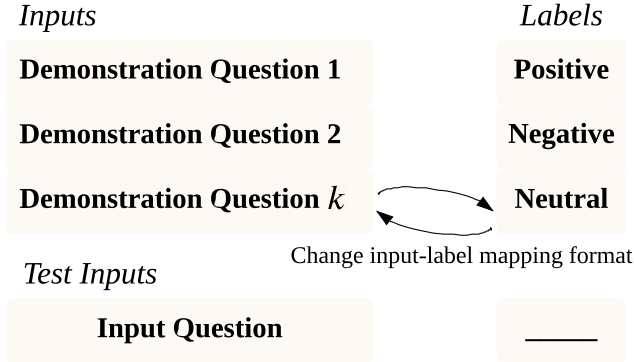 Inputs Labels
Demonstration Question 1 Positive
Demonstration Question 2 Negative
Demonstration Question k Neutral
Change input-label mapping format
Test Inputs
Input Question _____